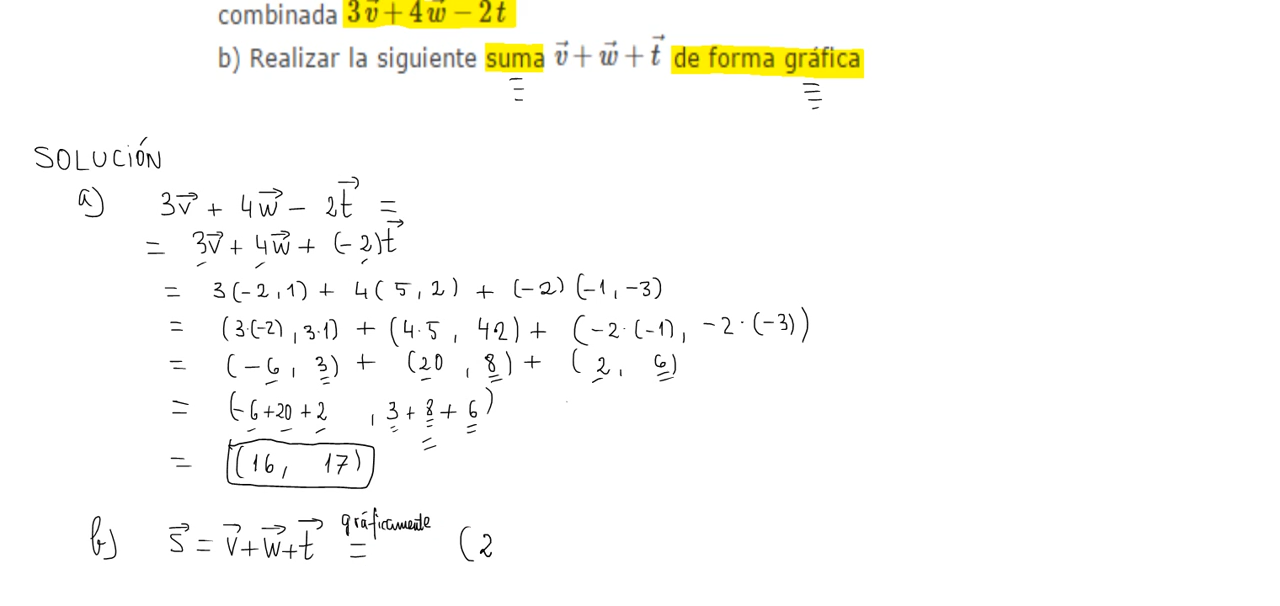 combinada 3v⃗ + 4w⃗ − 2t
b) Realizar la siguiente suma v⃗ + w⃗ + t⃗ de forma gráfica
SOLUCIÓN
a) 3v⃗ + 4w⃗ − 2t⃗ =
= 3v⃗ + 4w⃗ + (−2)t⃗
= 3(−2,1) + 4(5,2) + (−2)(−1,−3)
= (3·(−2),3·1) + (4·5, 42) + (−2·(−1), −2·(−3))
= (−6, 3) + (20, 8) + (2, 6)
= (−6+20+2, 3+8+6)
= (16, 17)
b) s⃗ = v⃗ + w⃗ + t⃗ gráficamente = (2